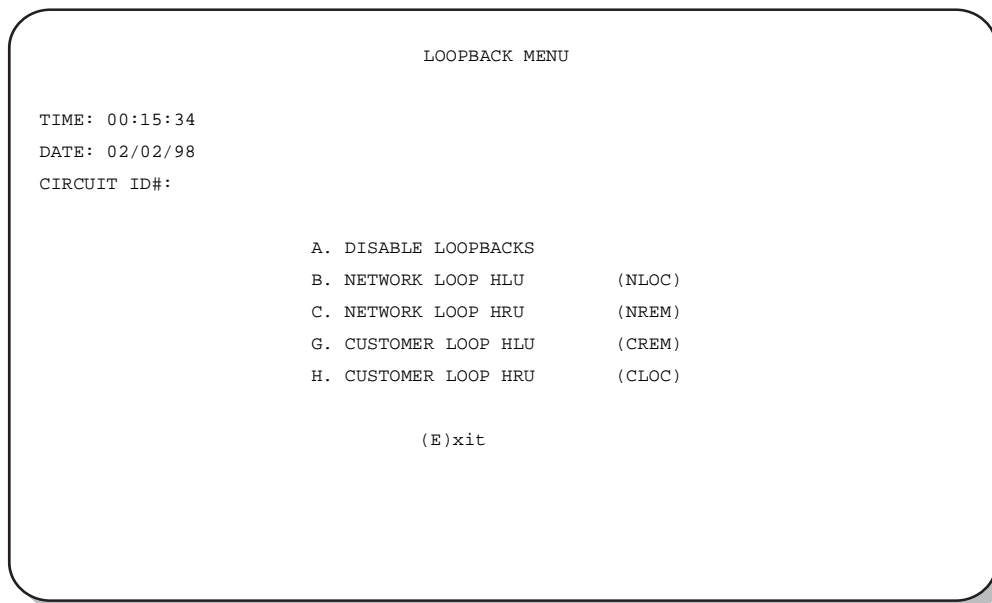 LOOPBACK MENU
TIME: 00:15:34
DATE: 02/02/98
CIRCUIT ID#:
A. DISABLE LOOPBACKS
B. NETWORK LOOP HLU (NLOC)
C. NETWORK LOOP HRU (NREM)
G. CUSTOMER LOOP HLU (CREM)
H. CUSTOMER LOOP HRU (CLOC)
(E)xit